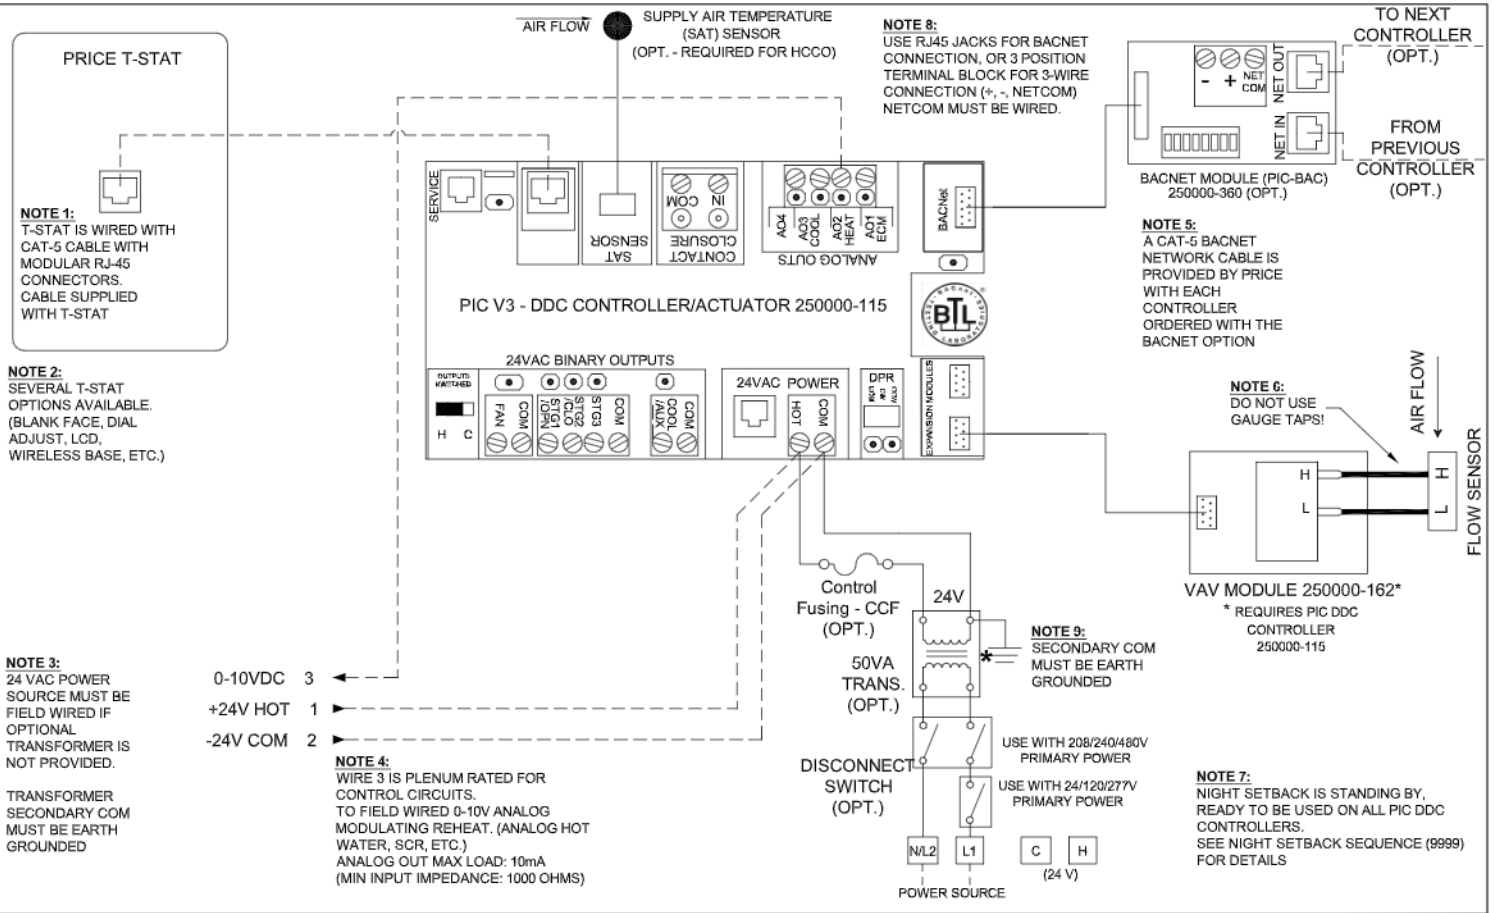 PRICE T-STAT
NOTE 1:
T-STAT IS WIRED WITH
CAT-5 CABLE WITH
MODULAR RJ-45
CONNECTORS.
CABLE SUPPLIED
WITH T-STAT
NOTE 2:
SEVERAL T-STAT
OPTIONS AVAILABLE.
(BLANK FACE, DIAL
ADJUST, LCD,
WIRELESS BASE, ETC.)
AIR FLOW
SUPPLY AIR TEMPERATURE
(SAT) SENSOR
(OPT. - REQUIRED FOR HCCO)
NOTE 8:
USE RJ45 JACKS FOR BACNET
CONNECTION, OR 3 POSITION
TERMINAL BLOCK FOR 3-WIRE
CONNECTION (+, -, NETCOM)
NETCOM MUST BE WIRED.
TO NEXT
CONTROLLER
(OPT.)
- + NET
COM
NET OUT
NET IN
FROM
PREVIOUS
CONTROLLER
(OPT.)
BACNET MODULE (PIC-BAC)
250000-360 (OPT.)
NOTE 5:
A CAT-5 BACNET
NETWORK CABLE IS
PROVIDED BY PRICE
WITH EACH
CONTROLLER
ORDERED WITH THE
BACNET OPTION
SERVICE
SAT
SENSOR
COM
IN
CONTACT
CLOSURE
AO4
AO3
COOL
AO2
HEAT
AO1
ECM
ANALOG OUTS
BACNet
PIC V3 - DDC CONTROLLER/ACTUATOR 250000-115
BTL
®
24VAC BINARY OUTPUTS
OUTPUTS
H C
FAN
COM
STG1
/OPN
STG2
/CLO
STG3
COM
COOL
/AUX
COM
24VAC POWER
HOT
COM
DPR
EXPANSION MODULES
NOTE 6:
DO NOT USE
GAUGE TAPS!
AIR FLOW
H
L
H
L
FLOW SENSOR
VAV MODULE 250000-162*
* REQUIRES PIC DDC
CONTROLLER
250000-115
Control
Fusing - CCF
(OPT.)
24V
50VA
TRANS.
(OPT.)
*
NOTE 9:
SECONDARY COM
MUST BE EARTH
GROUNDED
NOTE 3:
24 VAC POWER
SOURCE MUST BE
FIELD WIRED IF
OPTIONAL
TRANSFORMER IS
NOT PROVIDED.
TRANSFORMER
SECONDARY COM
MUST BE EARTH
GROUNDED
0-10VDC 3
+24V HOT 1
-24V COM 2
NOTE 4:
WIRE 3 IS PLENUM RATED FOR
CONTROL CIRCUITS.
TO FIELD WIRED 0-10V ANALOG
MODULATING REHEAT. (ANALOG HOT
WATER, SCR, ETC.)
ANALOG OUT MAX LOAD: 10mA
(MIN INPUT IMPEDANCE: 1000 OHMS)
DISCONNECT
SWITCH
(OPT.)
USE WITH 208/240/480V
PRIMARY POWER
USE WITH 24/120/277V
PRIMARY POWER
N/L2
L1
C
H
(24 V)
POWER SOURCE
NOTE 7:
NIGHT SETBACK IS STANDING BY,
READY TO BE USED ON ALL PIC DDC
CONTROLLERS.
SEE NIGHT SETBACK SEQUENCE (9999)
FOR DETAILS